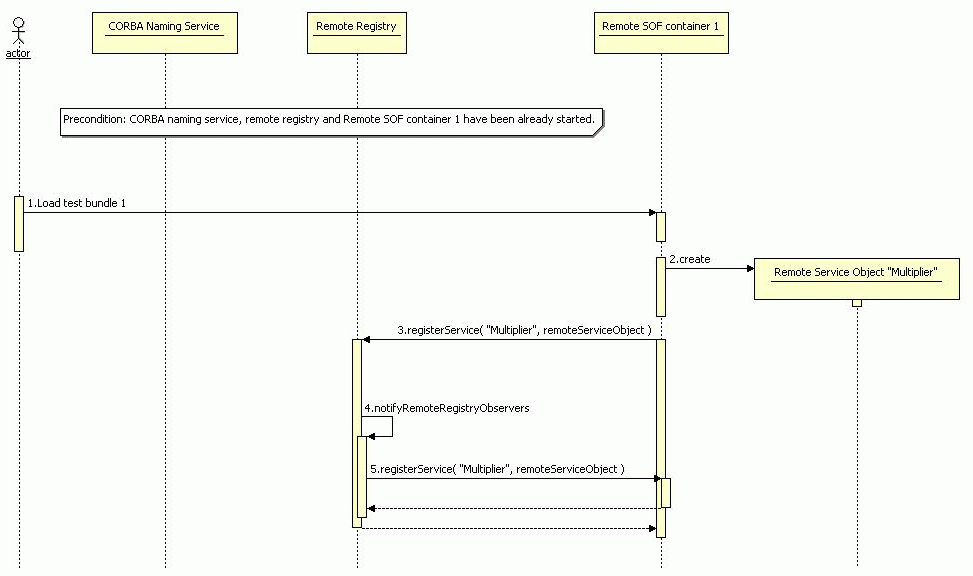 CORBA Naming Service
Remote Registry
Remote SOF container 1
actor
Precondition: CORBA naming service, remote registry and Remote SOF container 1 have been already started.
1.Load test bundle 1
2.create
Remote Service Object "Multiplier"
3.registerService( "Multiplier", remoteServiceObject )
4.notifyRemoteRegistryObservers
5.registerService( "Multiplier", remoteServiceObject )